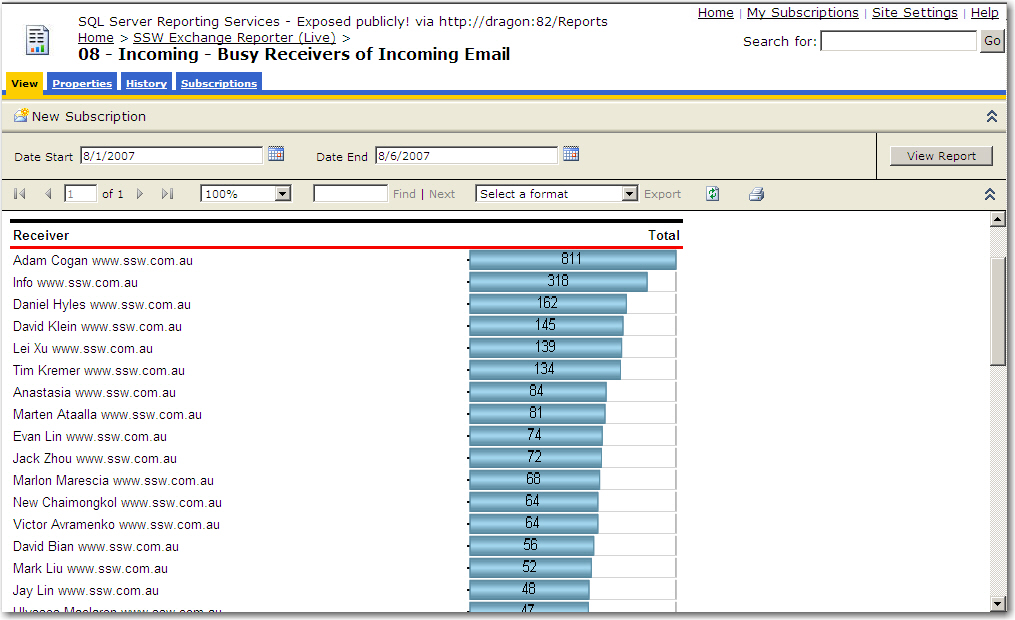 SQL Server Reporting Services - Exposed publicly! via http://dragon:82/Reports
Home | My Subscriptions | Site Settings | Help
Home > SSW Exchange Reporter (Live) >
Search for: Go
08 - Incoming - Busy Receivers of Incoming Email
View Properties History Subscriptions
New Subscription
Date Start 8/1/2007 Date End 8/6/2007 View Report
1 of 1 100% Find | Next Select a format Export
Receiver Total
Adam Cogan www.ssw.com.au 811
Info www.ssw.com.au 318
Daniel Hyles www.ssw.com.au 162
David Klein www.ssw.com.au 145
Lei Xu www.ssw.com.au 139
Tim Kremer www.ssw.com.au 134
Anastasia www.ssw.com.au 84
Marten Ataalla www.ssw.com.au 81
Evan Lin www.ssw.com.au 74
Jack Zhou www.ssw.com.au 72
Marlon Marescia www.ssw.com.au 68
New Chaimongkol www.ssw.com.au 64
Victor Avramenko www.ssw.com.au 64
David Bian www.ssw.com.au 56
Mark Liu www.ssw.com.au 52
Jay Lin www.ssw.com.au 48
Ulysses Maclaren www.ssw.com.au 47